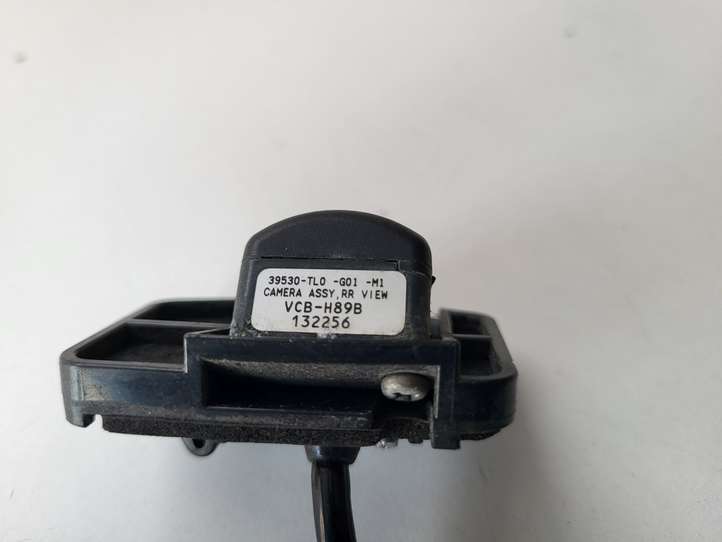 39530-TL0 -G01 -M1
CAMERA ASSY,RR VIEW
VCB-H89B
132256